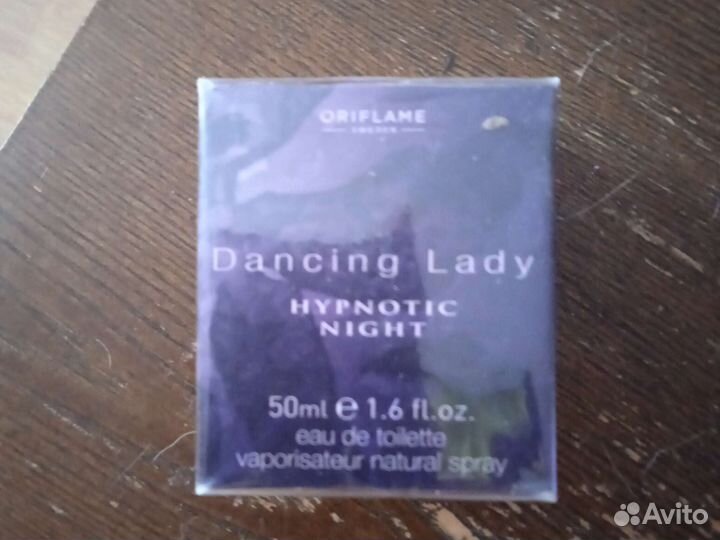 ORIFLAME
SWEDEN
Dancing Lady
HYPNOTIC
NIGHT
50ml e 1.6 fl.oz.
eau de toilette
vaporisateur natural spray
Avito